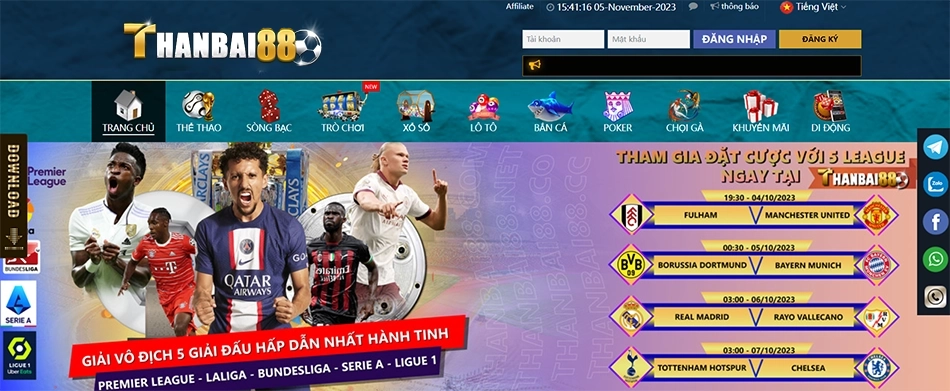 Affiliate
15:41:16 05-November-2023
thông báo
Tiếng Việt
THANBAI88
Tài khoản
Mật khẩu
ĐĂNG NHẬP
ĐĂNG KÝ
TRANG CHỦ
THỂ THAO
SÒNG BẠC
NEW
TRÒ CHƠI
XỔ SỐ
LÔ TÔ
BẮN CÁ
POKER
CHỌI GÀ
KHUYẾN MÃI
DI ĐỘNG
DOWNLOAD
Premier
League
BUNDESLIGA
SERIE A
LIGUE 1
Uber Eats
BARCLAYS
QATAR
AIRWAYS
GIẢI VÔ ĐỊCH 5 GIẢI ĐẤU HẤP DẪN NHẤT HÀNH TINH
PREMIER LEAGUE - LALIGA - BUNDESLIGA - SERIE A - LIGUE 1
THAM GIA ĐẶT CƯỢC VỚI 5 LEAGUE
NGAY TẠI THANBAI88
19:30 - 04/10/2023
FULHAM V MANCHESTER UNITED
00:30 - 05/10/2023
BORUSSIA DORTMUND V BAYERN MUNICH
03:00 - 06/10/2023
REAL MADRID V RAYO VALLECANO
03:00 - 07/10/2023
TOTTENHAM HOTSPUR V CHELSEA
Zalo